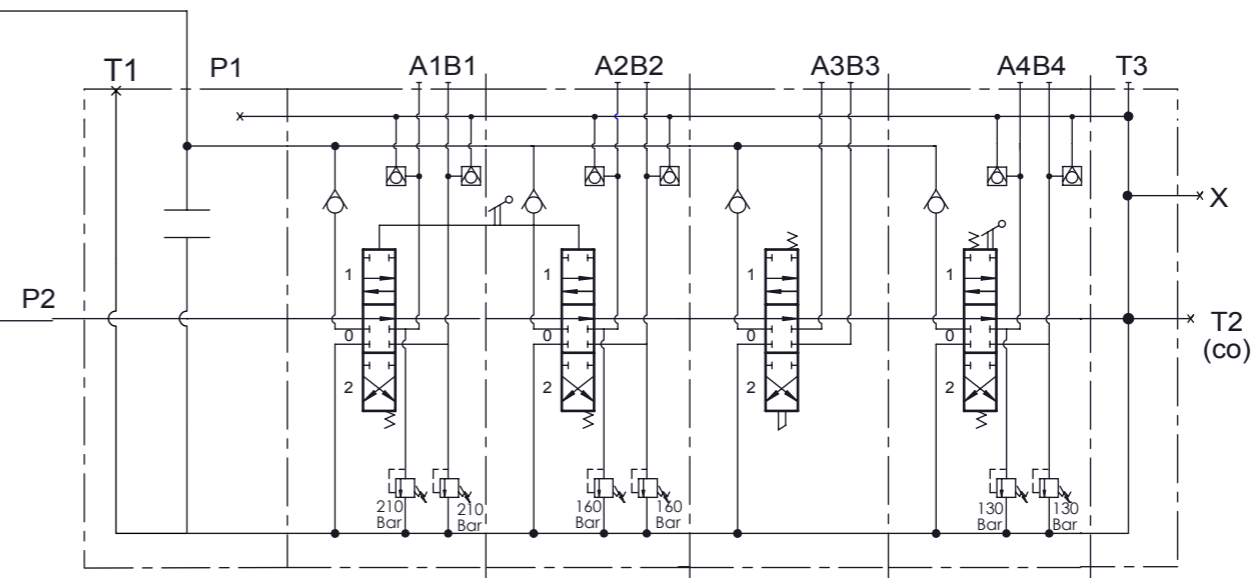 T1 P1 A1B1 A2B2 A3B3 A4B4 T3
X
1 1 1 1
P2
0 0 0 0
T2
(CO)
2 2 2 2
210 210 160 160 130 130
Bar Bar Bar Bar Bar Bar